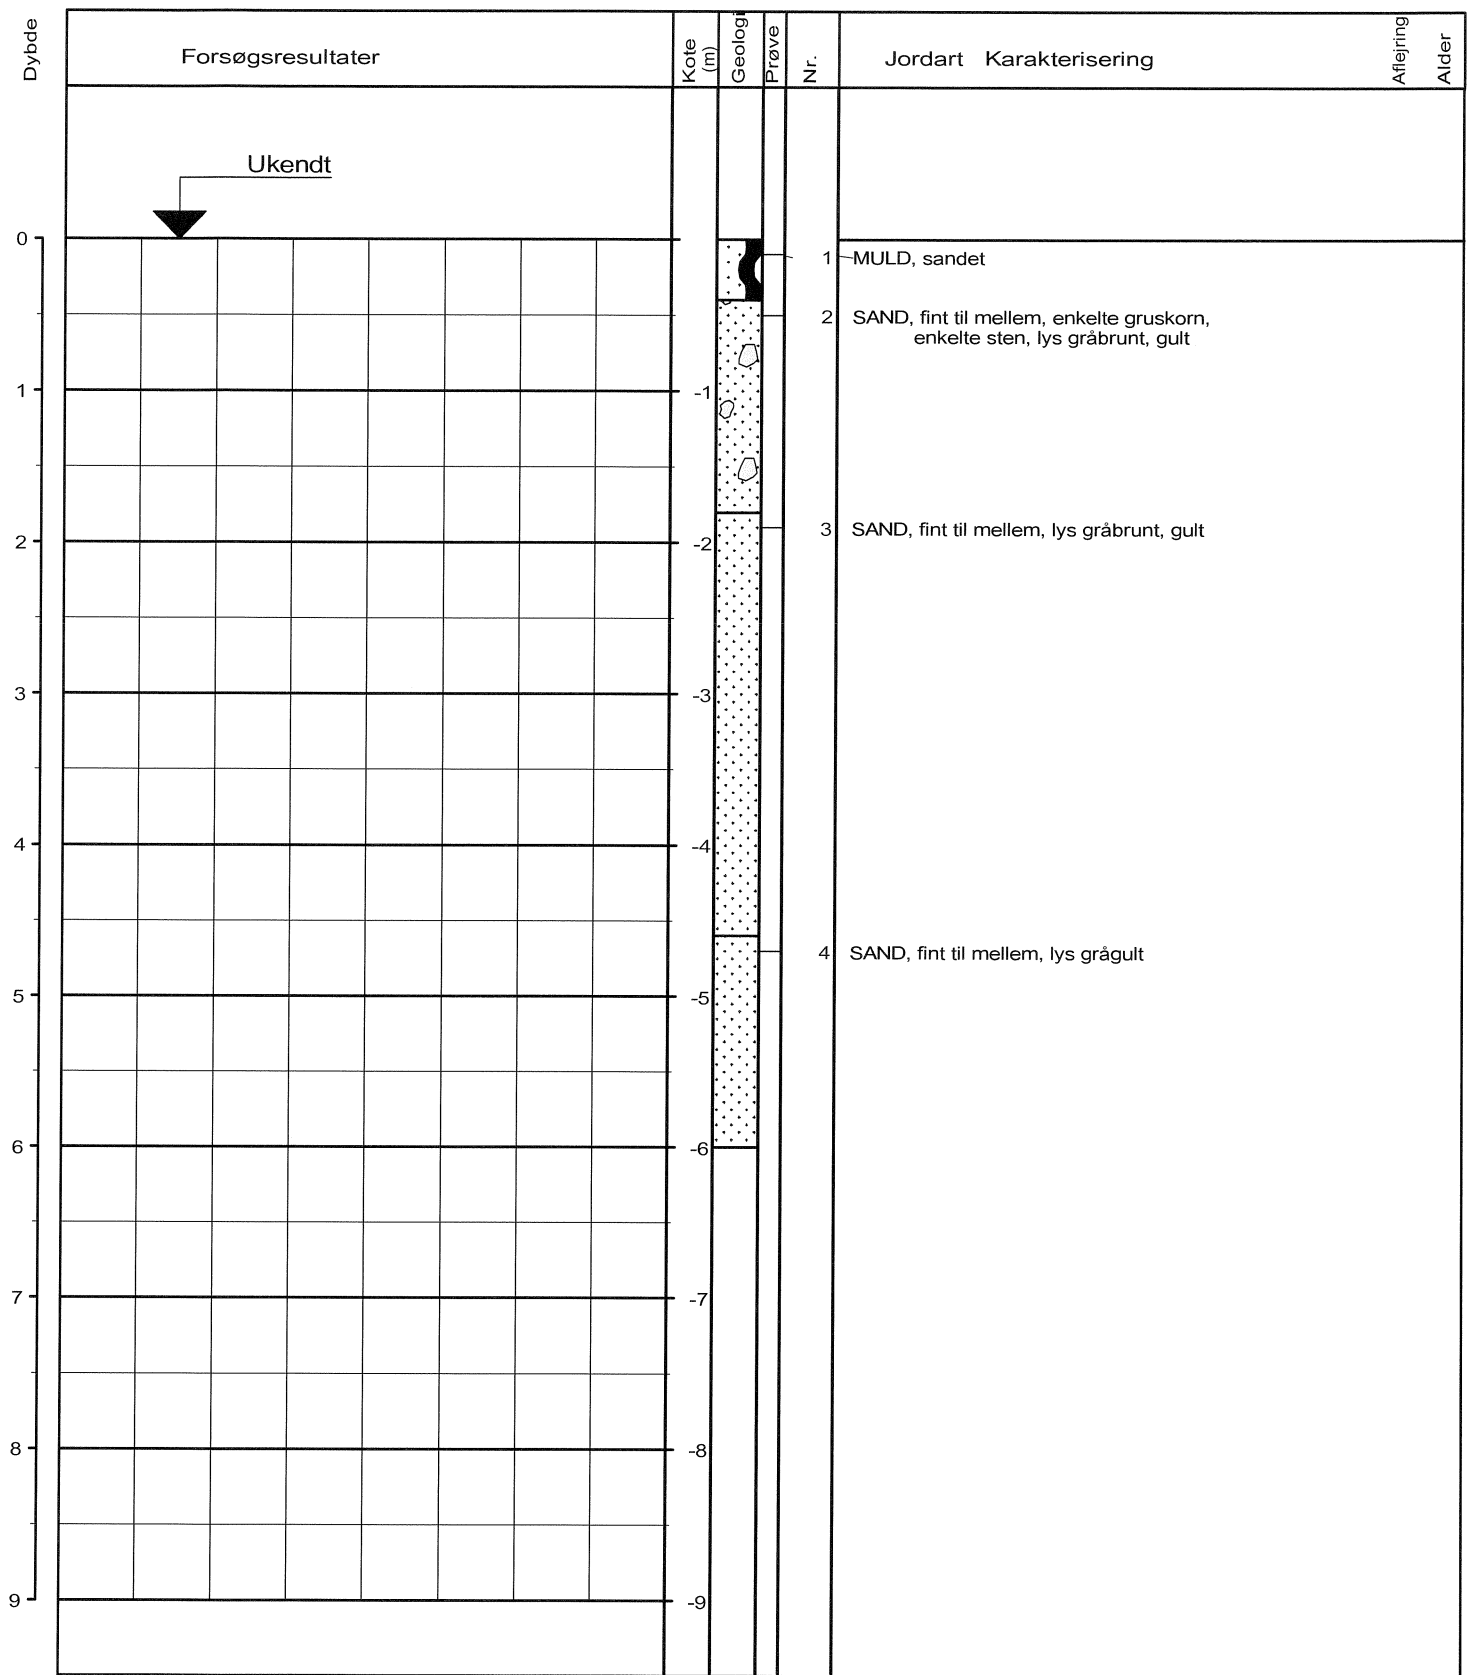 Dybde
Forsøgsresultater
Kote
(m)
Geologi
Prøve
Nr.
Jordart Karakterisering
Aflejring
Alder
Ukendt
0
1 MULD, sandet
2 SAND, fint til mellem, enkelte gruskorn,
enkelte sten, lys gråbrunt, gult
1
-1
3 SAND, fint til mellem, lys gråbrunt, gult
2
-2
3
-3
4
-4
4 SAND, fint til mellem, lys grågult
5
-5
6
-6
7
-7
8
-8
9
-9